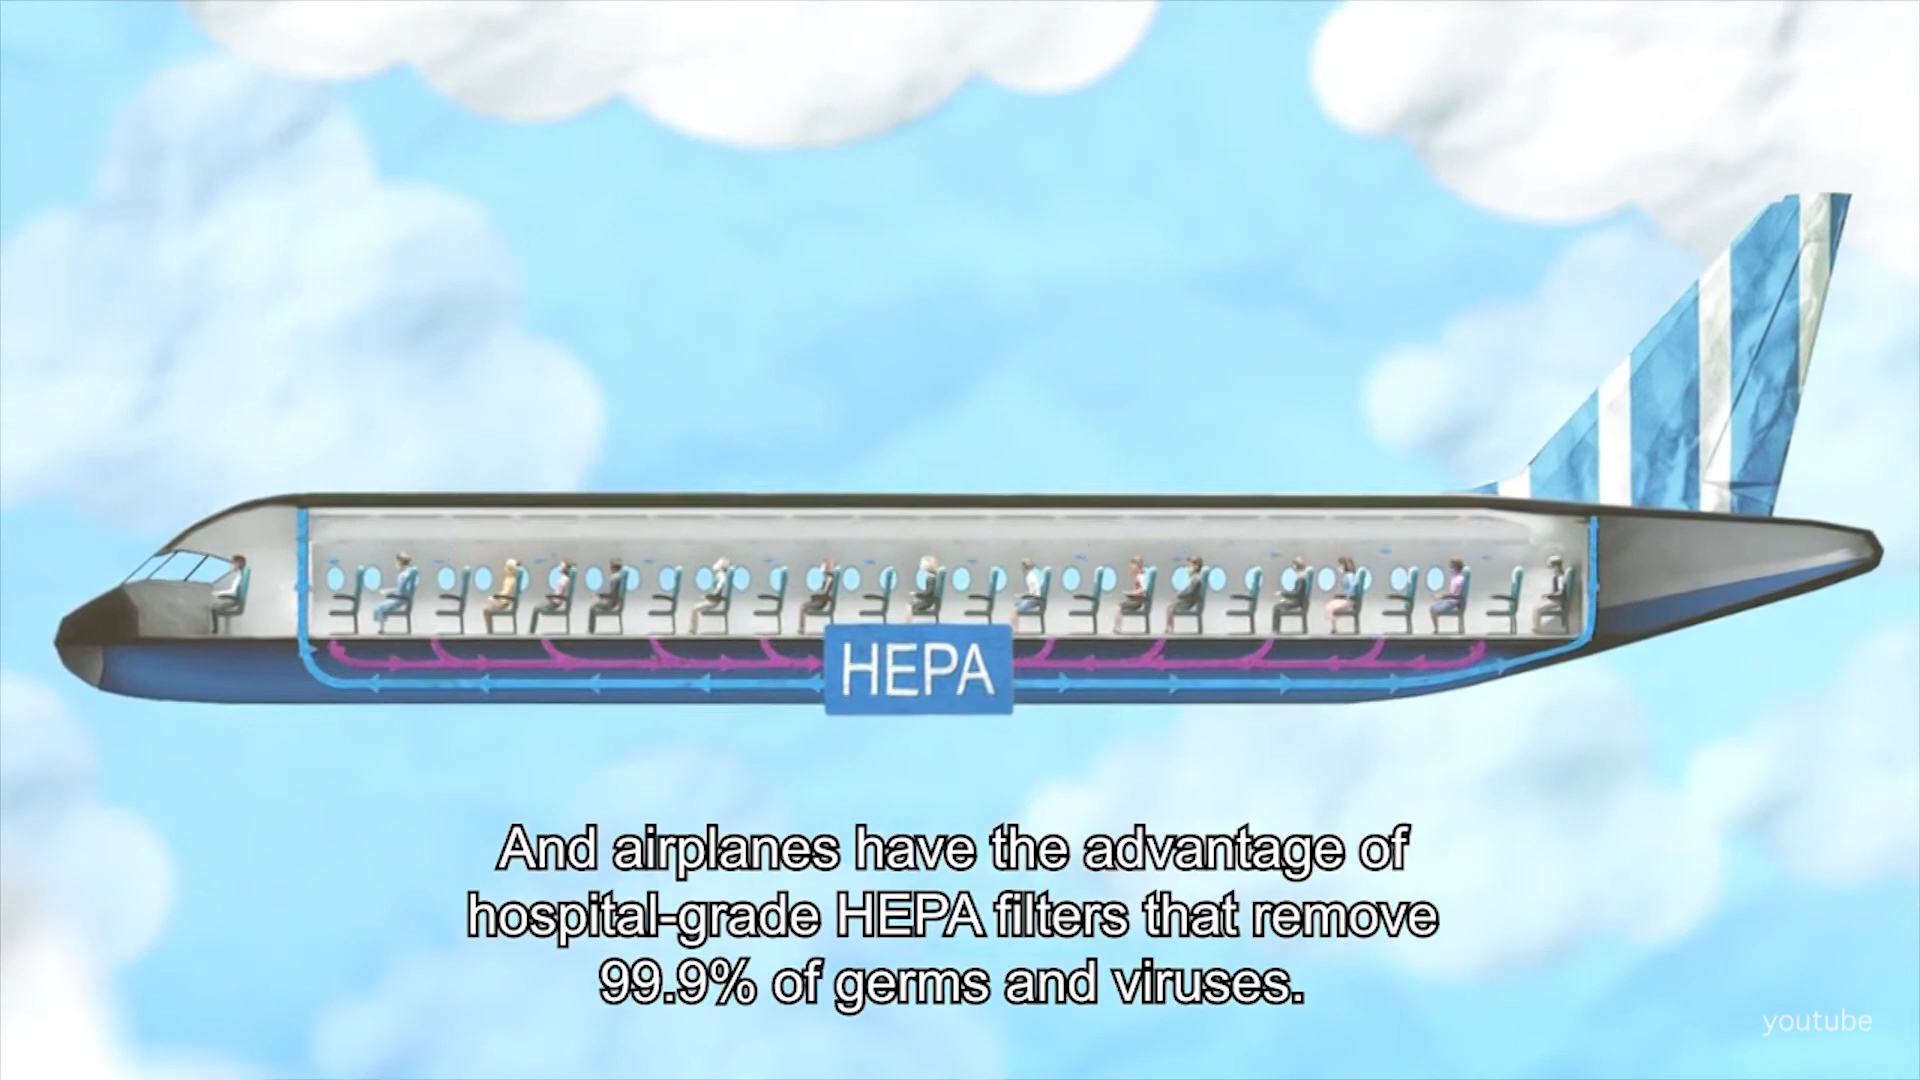 HEPA
And airplanes have the advantage of
hospital-grade HEPA filters that remove
99.9% of germs and viruses.
youtube